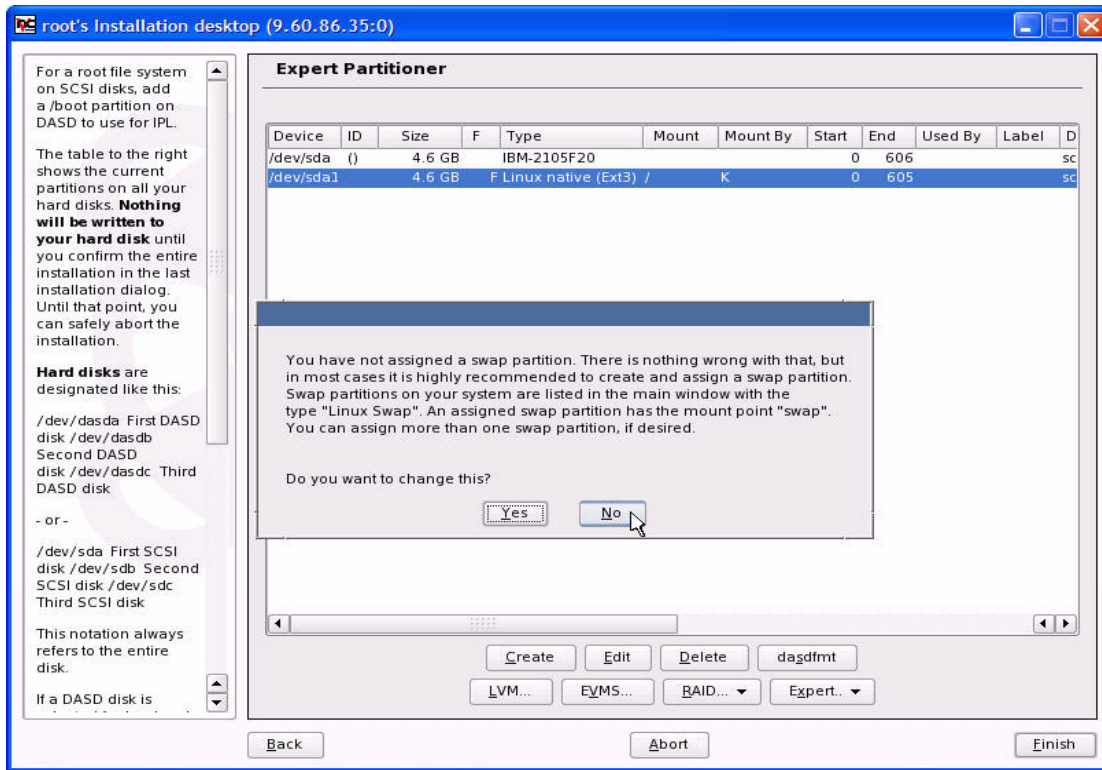 root's Installation desktop (9.60.86.35:0)
For a root file system
on SCSI disks, add
a /boot partition on
DASD to use for IPL.
The table to the right
shows the current
partitions on all your
hard disks. Nothing
will be written to
your hard disk until
you confirm the entire
installation in the last
installation dialog.
Until that point, you
can safely abort the
installation.
Hard disks are
designated like this:
/dev/dasda First DASD
disk /dev/dasdb
Second DASD
disk /dev/dasdc Third
DASD disk
- or -
/dev/sda First SCSI
disk /dev/sdb Second
SCSI disk /dev/sdc
Third SCSI disk
This notation always
refers to the entire
disk.
If a DASD disk is
Expert Partitioner
Device ID Size F Type Mount Mount By Start End Used By Label D
/dev/sda () 4.6 GB IBM-2105F20 0 606 sc
/dev/sda1 4.6 GB F Linux native (Ext3) / K 0 605 sc
You have not assigned a swap partition. There is nothing wrong with that, but
in most cases it is highly recommended to create and assign a swap partition.
Swap partitions on your system are listed in the main window with the
type "Linux Swap". An assigned swap partition has the mount point "swap".
You can assign more than one swap partition, if desired.
Do you want to change this?
Yes No
Create Edit Delete dasdfmt
LVM... EVMS... RAID... Expert..
Back Abort Finish